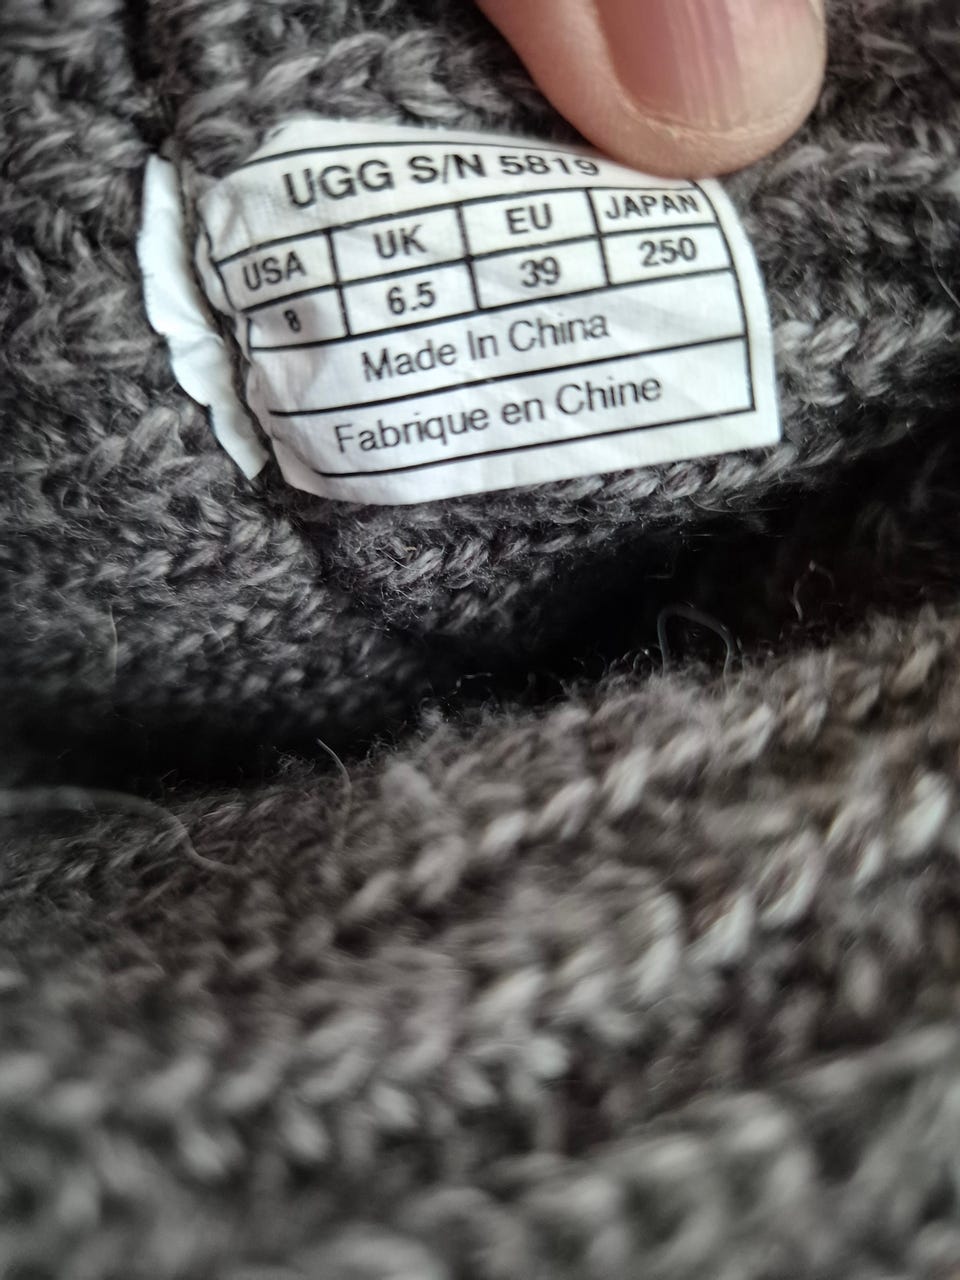 UGG S/N 5819
USA UK EU JAPAN
8 6.5 39 250
Made In China
Fabrique en Chine